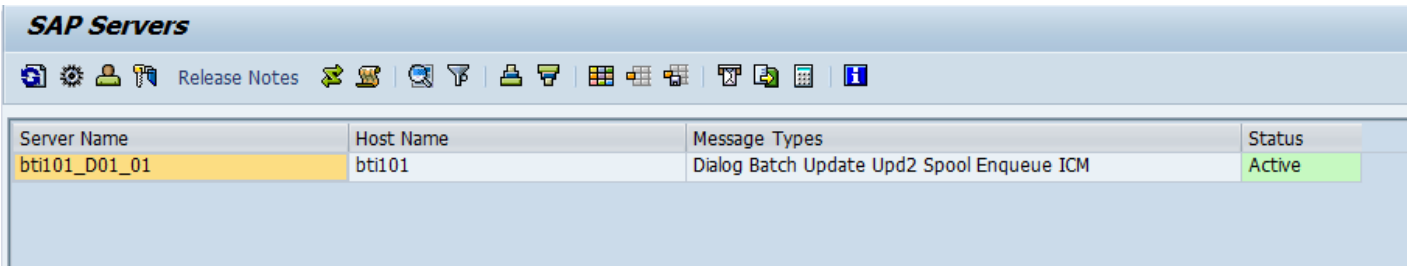 SAP Servers
Release Notes
Server Name Host Name Message Types Status
bti101_D01_01 bti101 Dialog Batch Update Upd2 Spool Enqueue ICM Active